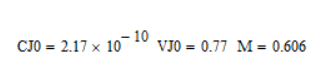 CJ0 = 2.17 × 10⁻¹⁰ VJ0 = 0.77 M = 0.606